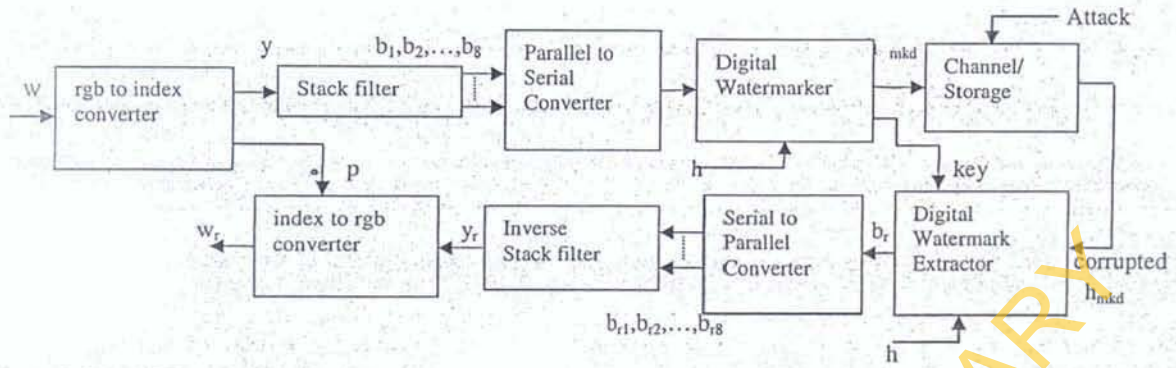 Attack
y
b1,b2,...,b8
w
rgb to index
converter
Stack filter
Parallel to
Serial
Converter
Digital
Watermarker
mkd
Channel/
Storage
p
h
key
wr
index to rgb
converter
yr
Inverse
Stack filter
Serial to
Parallel
Converter
br
Digital
Watermark
Extractor
corrupted
hmkd
br1,br2,...,br8
h
ARY